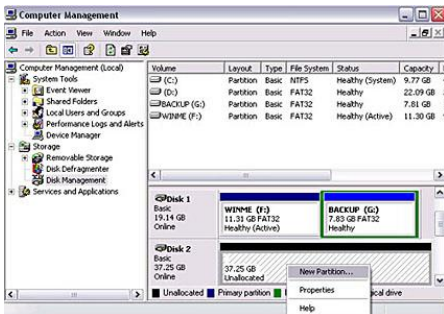 Computer Management
File Action View Window Help
Computer Management (Local)
System Tools
Event Viewer
Shared Folders
Local Users and Groups
Performance Logs and Alerts
Device Manager
Storage
Removable Storage
Disk Defragmenter
Disk Management
Services and Applications
Volume Layout Type File System Status Capacity
(C:) Partition Basic NTFS Healthy (System) 9.77 GB
(D:) Partition Basic FAT32 Healthy 22.09 GB
BACKUP (G:) Partition Basic FAT32 Healthy 7.81 GB
WINME (F:) Partition Basic FAT32 Healthy (Active) 11.30 GB
Disk 1
Basic
19.14 GB
Online
WINME (F:)
11.31 GB FAT32
Healthy (Active)
BACKUP (G:)
7.83 GB FAT32
Healthy
Disk 2
Basic
37.25 GB
Online
37.25 GB
Unallocated
New Partition...
Properties
Help
Unallocated Primary partition
cal drive